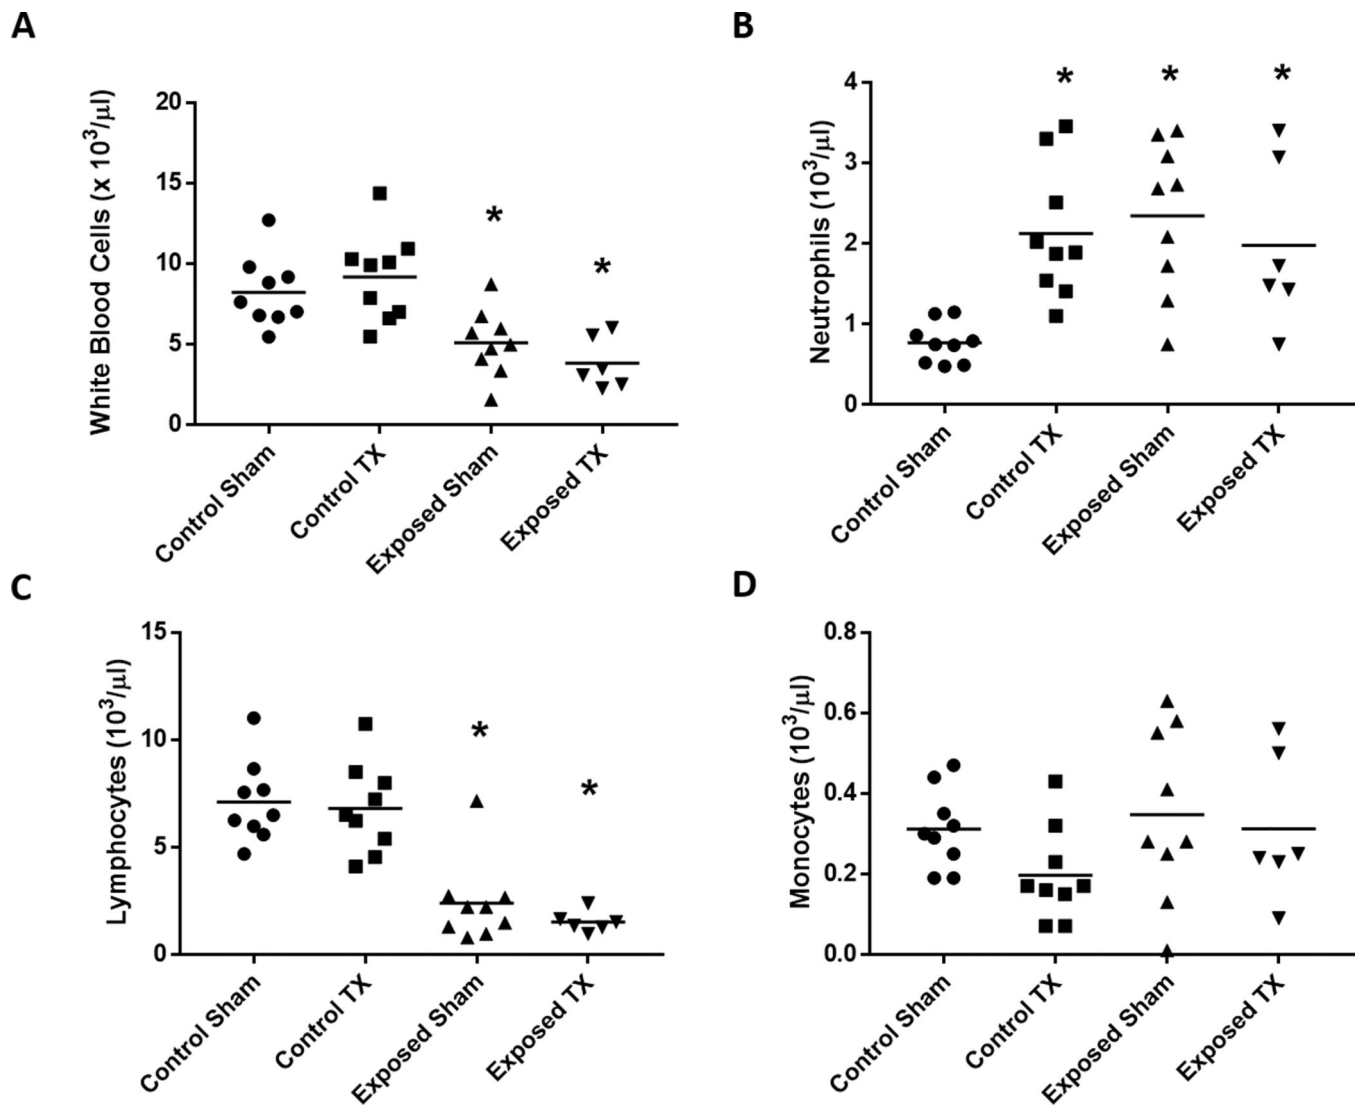 A
White Blood Cells (x 10³/µl)
20
15
10
5
0
*
*
Control Sham
Control TX
Exposed Sham
Exposed TX
B
Neutrophils (10³/µl)
4
3
2
1
0
*
*
*
Control Sham
Control TX
Exposed Sham
Exposed TX
C
Lymphocytes (10³/µl)
15
10
5
0
*
*
Control Sham
Control TX
Exposed Sham
Exposed TX
D
Monocytes (10³/µl)
0.8
0.6
0.4
0.2
0.0
Control Sham
Control TX
Exposed Sham
Exposed TX